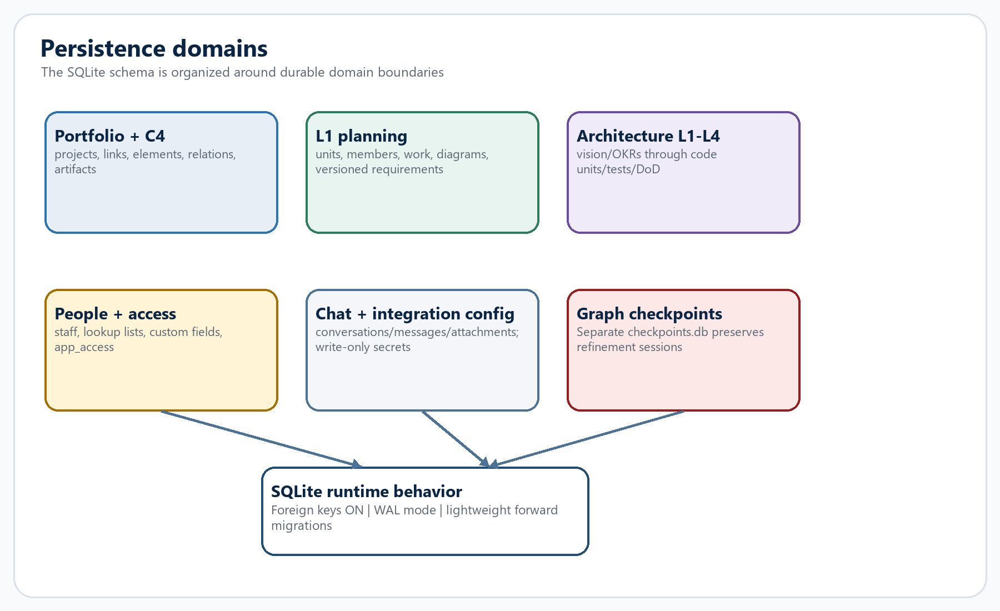 Persistence domains
The SQLite schema is organized around durable domain boundaries
Portfolio + C4
projects, links, elements, relations,
artifacts
L1 planning
units, members, work, diagrams,
versioned requirements
Architecture L1-L4
vision/OKRs through code
units/tests/DoD
People + access
staff, lookup lists, custom fields,
app_access
Chat + integration config
conversations/messages/attachments;
write-only secrets
Graph checkpoints
Separate checkpoints.db preserves
refinement sessions
SQLite runtime behavior
Foreign keys ON | WAL mode | lightweight forward
migrations